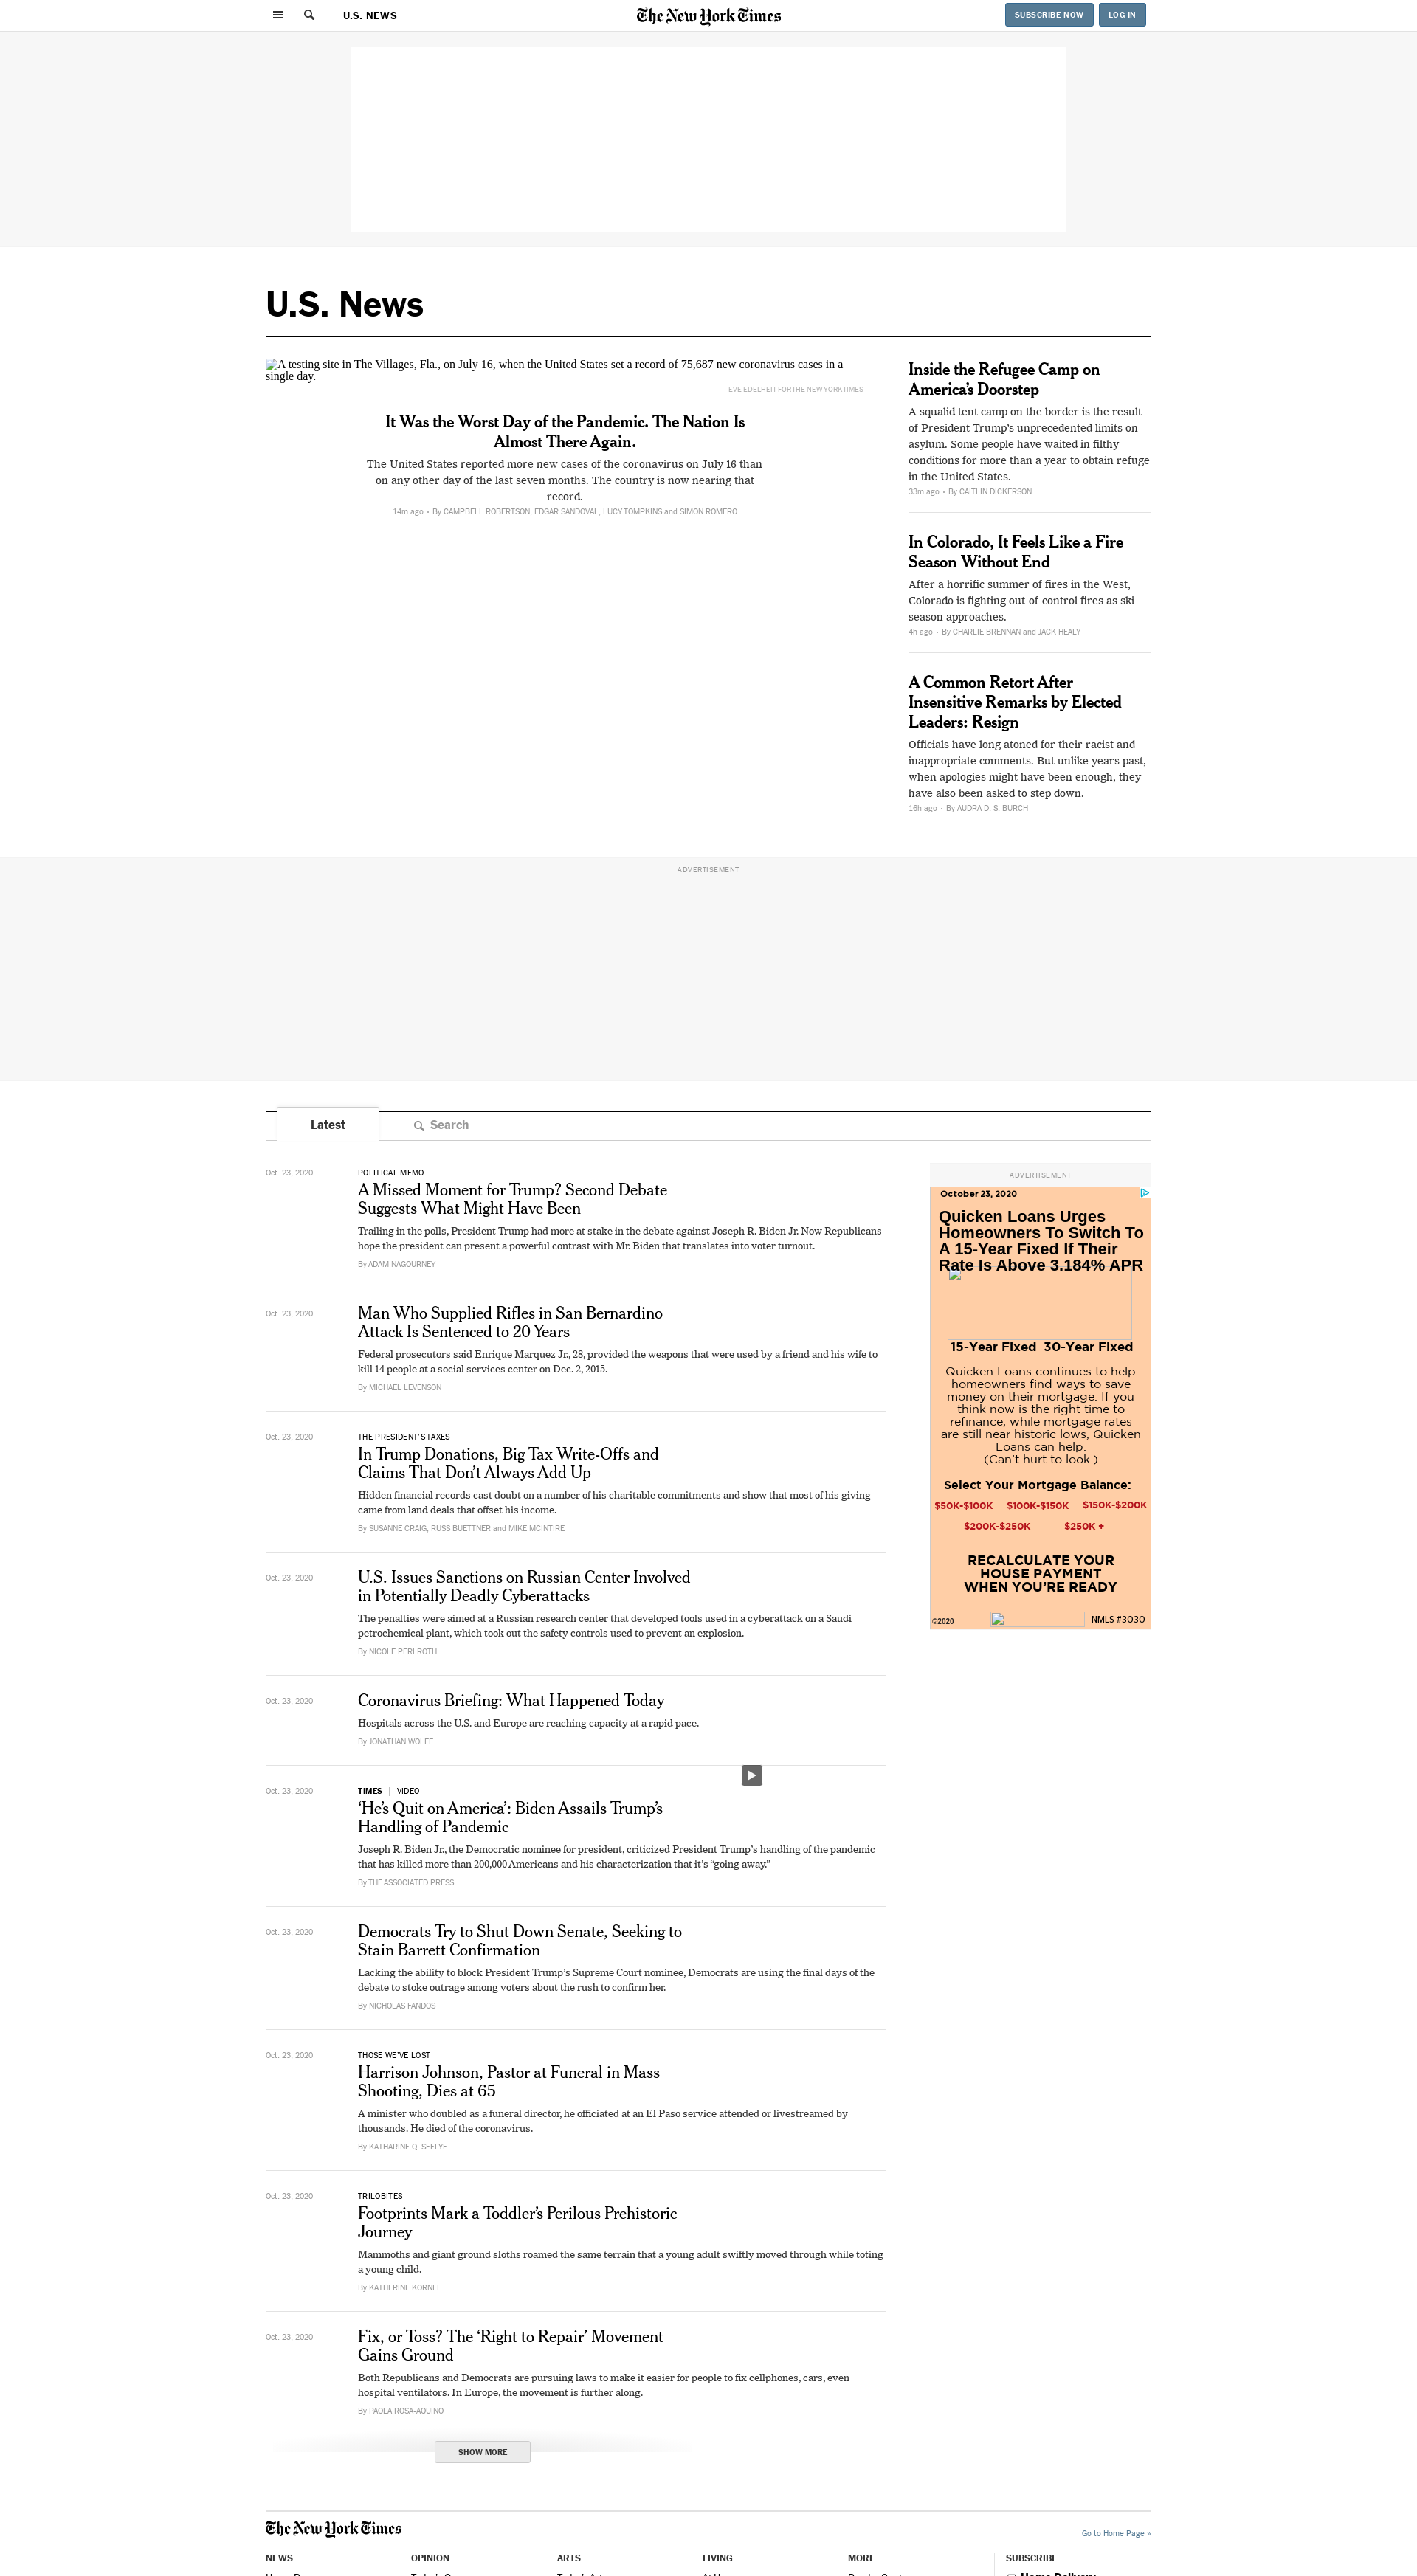 U.S. NEWS
The New York Times
SUBSCRIBE NOW
LOG IN
U.S. News
A testing site in The Villages, Fla., on July 16, when the United States set a record of 75,687 new coronavirus cases in a
single day.
EVE EDELHEIT FOR THE NEW YORK TIMES
It Was the Worst Day of the Pandemic. The Nation Is
Almost There Again.
The United States reported more new cases of the coronavirus on July 16 than
on any other day of the last seven months. The country is now nearing that
record.
14m ago • By CAMPBELL ROBERTSON, EDGAR SANDOVAL, LUCY TOMPKINS and SIMON ROMERO
Inside the Refugee Camp on
America’s Doorstep
A squalid tent camp on the border is the result
of President Trump’s unprecedented limits on
asylum. Some people have waited in filthy
conditions for more than a year to obtain refuge
in the United States.
33m ago • By CAITLIN DICKERSON
In Colorado, It Feels Like a Fire
Season Without End
After a horrific summer of fires in the West,
Colorado is fighting out-of-control fires as ski
season approaches.
4h ago • By CHARLIE BRENNAN and JACK HEALY
A Common Retort After
Insensitive Remarks by Elected
Leaders: Resign
Officials have long atoned for their racist and
inappropriate comments. But unlike years past,
when apologies might have been enough, they
have also been asked to step down.
16h ago • By AUDRA D. S. BURCH
ADVERTISEMENT
Latest
Search
Oct. 23, 2020
POLITICAL MEMO
A Missed Moment for Trump? Second Debate
Suggests What Might Have Been
Trailing in the polls, President Trump had more at stake in the debate against Joseph R. Biden Jr. Now Republicans
hope the president can present a powerful contrast with Mr. Biden that translates into voter turnout.
By ADAM NAGOURNEY
Oct. 23, 2020
Man Who Supplied Rifles in San Bernardino
Attack Is Sentenced to 20 Years
Federal prosecutors said Enrique Marquez Jr., 28, provided the weapons that were used by a friend and his wife to
kill 14 people at a social services center on Dec. 2, 2015.
By MICHAEL LEVENSON
Oct. 23, 2020
THE PRESIDENT’S TAXES
In Trump Donations, Big Tax Write-Offs and
Claims That Don’t Always Add Up
Hidden financial records cast doubt on a number of his charitable commitments and show that most of his giving
came from land deals that offset his income.
By SUSANNE CRAIG, RUSS BUETTNER and MIKE MCINTIRE
Oct. 23, 2020
U.S. Issues Sanctions on Russian Center Involved
in Potentially Deadly Cyberattacks
The penalties were aimed at a Russian research center that developed tools used in a cyberattack on a Saudi
petrochemical plant, which took out the safety controls used to prevent an explosion.
By NICOLE PERLROTH
Oct. 23, 2020
Coronavirus Briefing: What Happened Today
Hospitals across the U.S. and Europe are reaching capacity at a rapid pace.
By JONATHAN WOLFE
Oct. 23, 2020
TIMES | VIDEO
‘He’s Quit on America’: Biden Assails Trump’s
Handling of Pandemic
Joseph R. Biden Jr., the Democratic nominee for president, criticized President Trump’s handling of the pandemic
that has killed more than 200,000 Americans and his characterization that it’s “going away.”
By THE ASSOCIATED PRESS
Oct. 23, 2020
Democrats Try to Shut Down Senate, Seeking to
Stain Barrett Confirmation
Lacking the ability to block President Trump’s Supreme Court nominee, Democrats are using the final days of the
debate to stoke outrage among voters about the rush to confirm her.
By NICHOLAS FANDOS
Oct. 23, 2020
THOSE WE’VE LOST
Harrison Johnson, Pastor at Funeral in Mass
Shooting, Dies at 65
A minister who doubled as a funeral director, he officiated at an El Paso service attended or livestreamed by
thousands. He died of the coronavirus.
By KATHARINE Q. SEELYE
Oct. 23, 2020
TRILOBITES
Footprints Mark a Toddler’s Perilous Prehistoric
Journey
Mammoths and giant ground sloths roamed the same terrain that a young adult swiftly moved through while toting
a young child.
By KATHERINE KORNEI
Oct. 23, 2020
Fix, or Toss? The ‘Right to Repair’ Movement
Gains Ground
Both Republicans and Democrats are pursuing laws to make it easier for people to fix cellphones, cars, even
hospital ventilators. In Europe, the movement is further along.
By PAOLA ROSA-AQUINO
SHOW MORE
ADVERTISEMENT
October 23, 2020
Quicken Loans Urges
Homeowners To Switch To
A 15-Year Fixed If Their
Rate Is Above 3.184% APR
15-Year Fixed 30-Year Fixed
Quicken Loans continues to help
homeowners find ways to save
money on their mortgage. If you
think now is the right time to
refinance, while mortgage rates
are still near historic lows, Quicken
Loans can help.
(Can’t hurt to look.)
Select Your Mortgage Balance:
$50K-$100K $100K-$150K $150K-$200K
$200K-$250K $250K +
RECALCULATE YOUR
HOUSE PAYMENT
WHEN YOU’RE READY
©2020
NMLS #3030
The New York Times
Go to Home Page »
NEWS
OPINION
ARTS
MORE
LIVING
SUBSCRIBE
Home Delivery